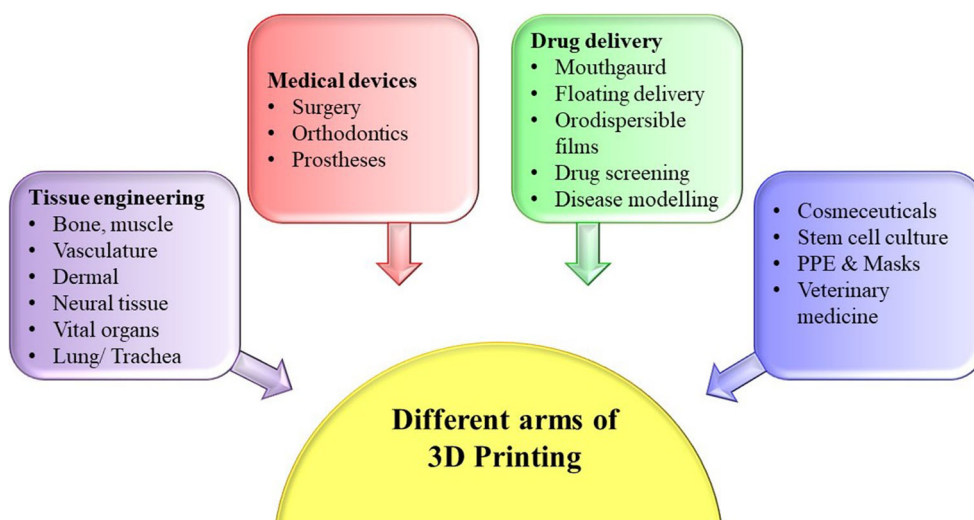 Tissue engineering
• Bone, muscle
• Vasculature
• Dermal
• Neural tissue
• Vital organs
• Lung/ Trachea
Medical devices
• Surgery
• Orthodontics
• Prostheses
Drug delivery
• Mouthgaurd
• Floating delivery
• Orodispersible
films
• Drug screening
• Disease modelling
• Cosmeceuticals
• Stem cell culture
• PPE & Masks
• Veterinary
medicine
Different arms of
3D Printing